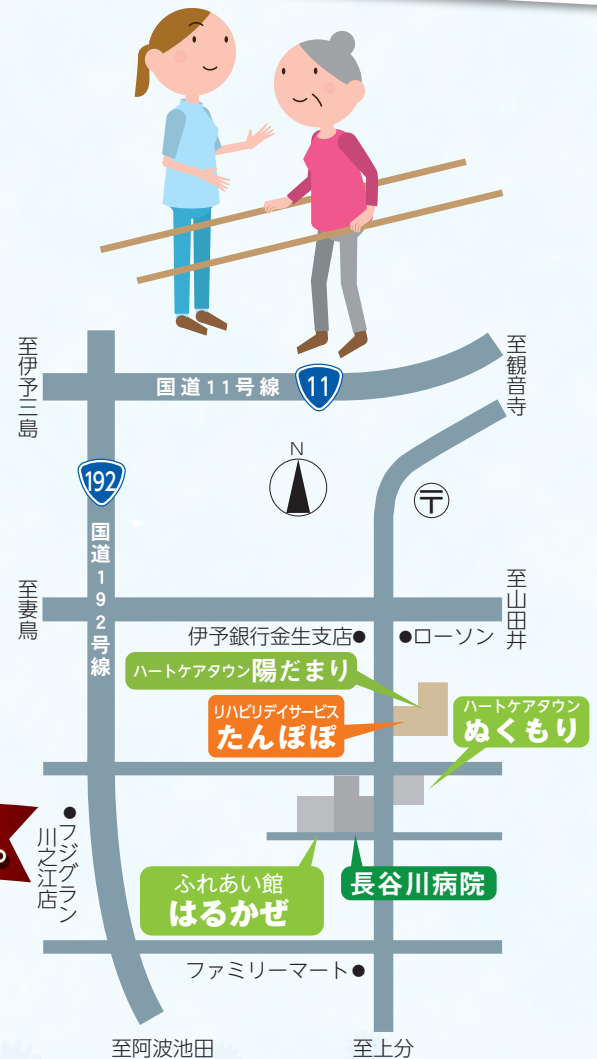 至伊予三島
国道11号線
11
至観音寺
N
192
〒
国道192号線
至妻鳥
至山田井
伊予銀行金生支店●
●ローソン
ハートケアタウン陽だまり
リハビリデイサービス
たんぽぽ
ハートケアタウン
ぬくもり
●フジグラン
川之江店
ふれあい館
はるかぜ
長谷川病院
ファミリーマート●
至阿波池田
至上分